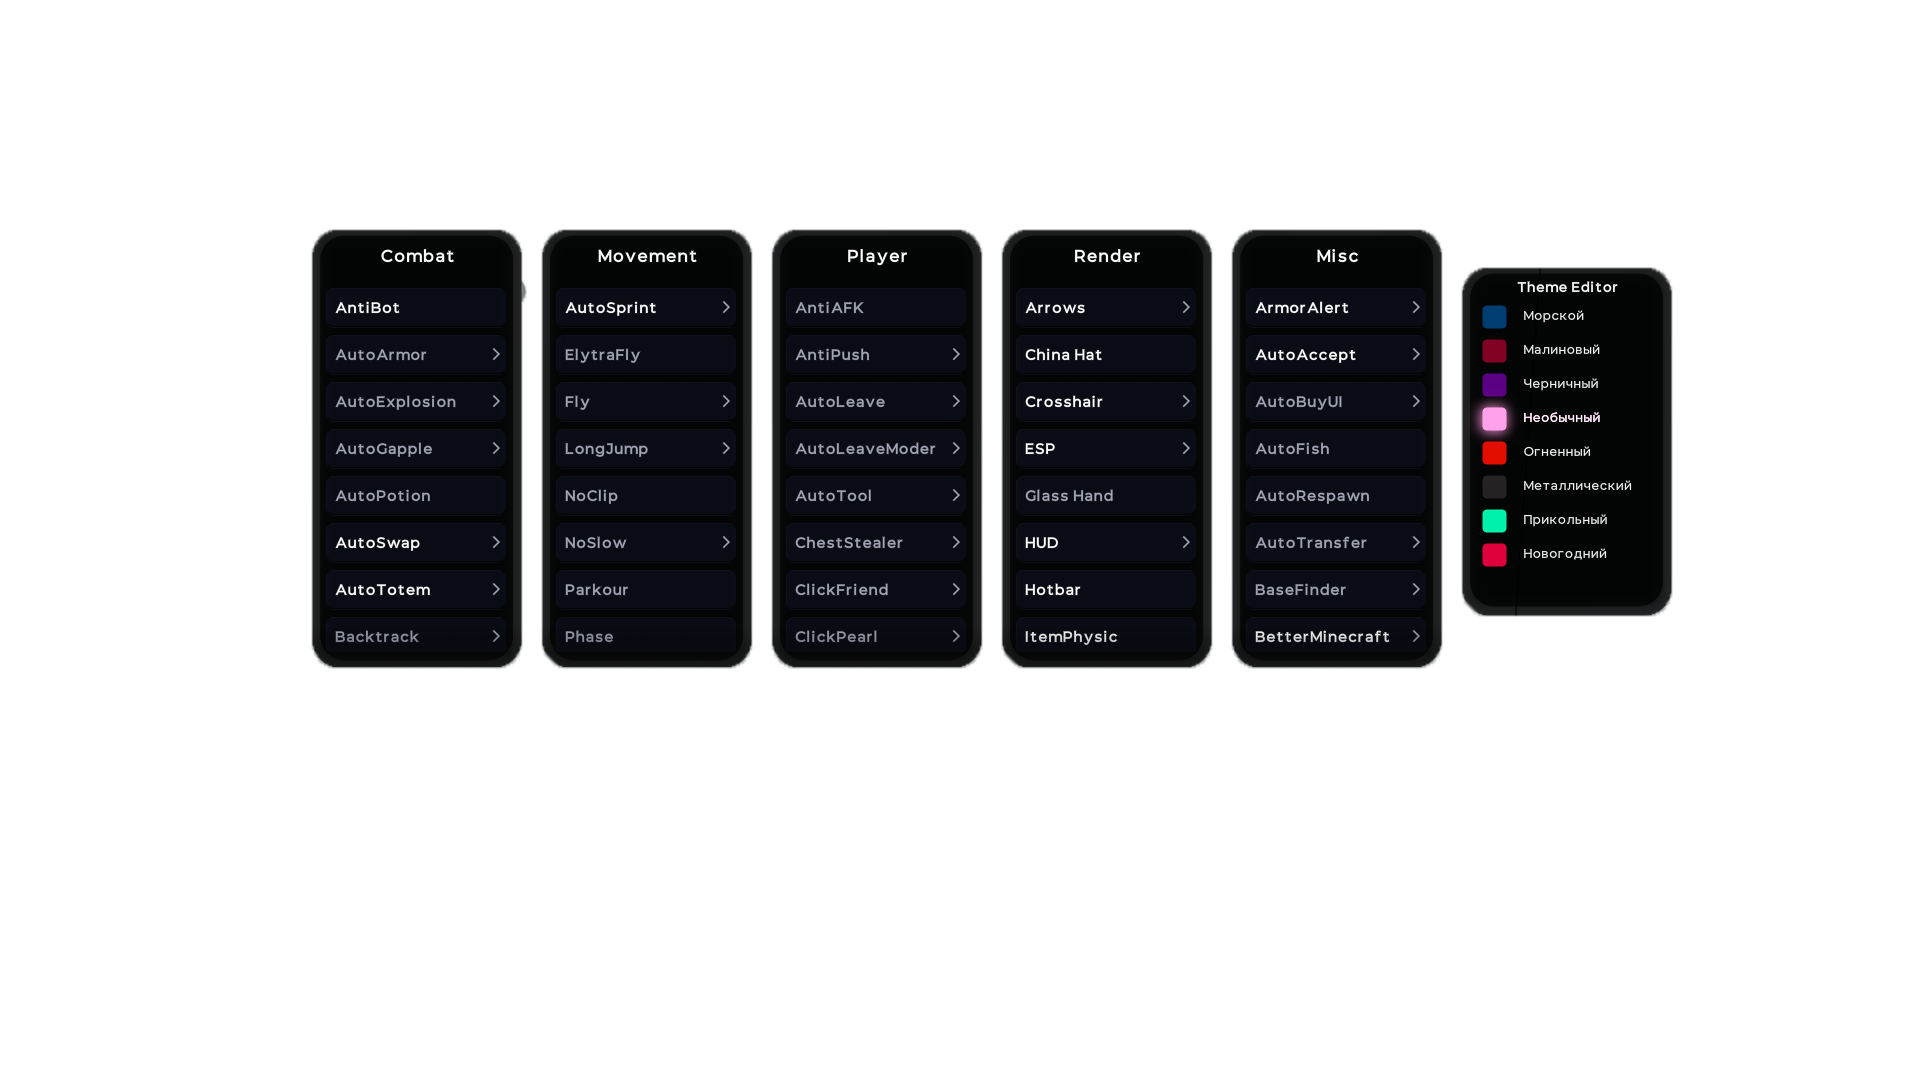 Combat
AntiBot
AutoArmor
AutoExplosion
AutoGapple
AutoPotion
AutoSwap
AutoTotem
Backtrack
Movement
AutoSprint
ElytraFly
Fly
LongJump
NoClip
NoSlow
Parkour
Phase
Player
AntiAFK
AntiPush
AutoLeave
AutoLeaveModer
AutoTool
ChestStealer
ClickFriend
ClickPearl
Render
Arrows
China Hat
Crosshair
ESP
Glass Hand
HUD
Hotbar
ItemPhysic
Misc
ArmorAlert
AutoAccept
AutoBuyUI
AutoFish
AutoRespawn
AutoTransfer
BaseFinder
BetterMinecraft
Theme Editor
Морской
Малиновый
Черничный
Необычный
Огненный
Металлический
Прикольный
Новогодний